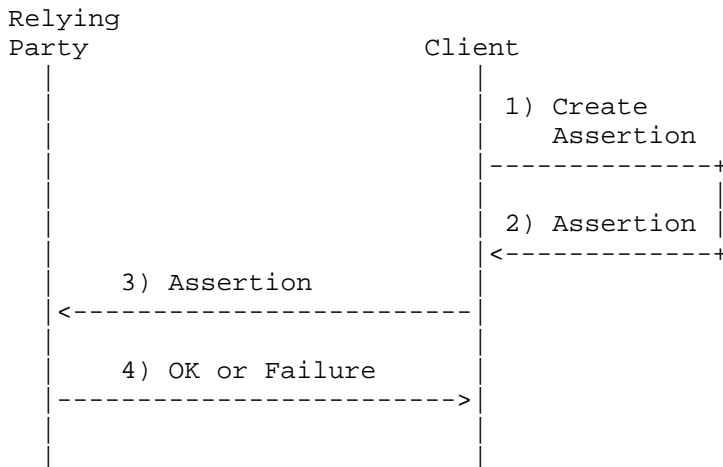 Relying
Party Client
1) Create
Assertion
2) Assertion
3) Assertion
4) OK or Failure